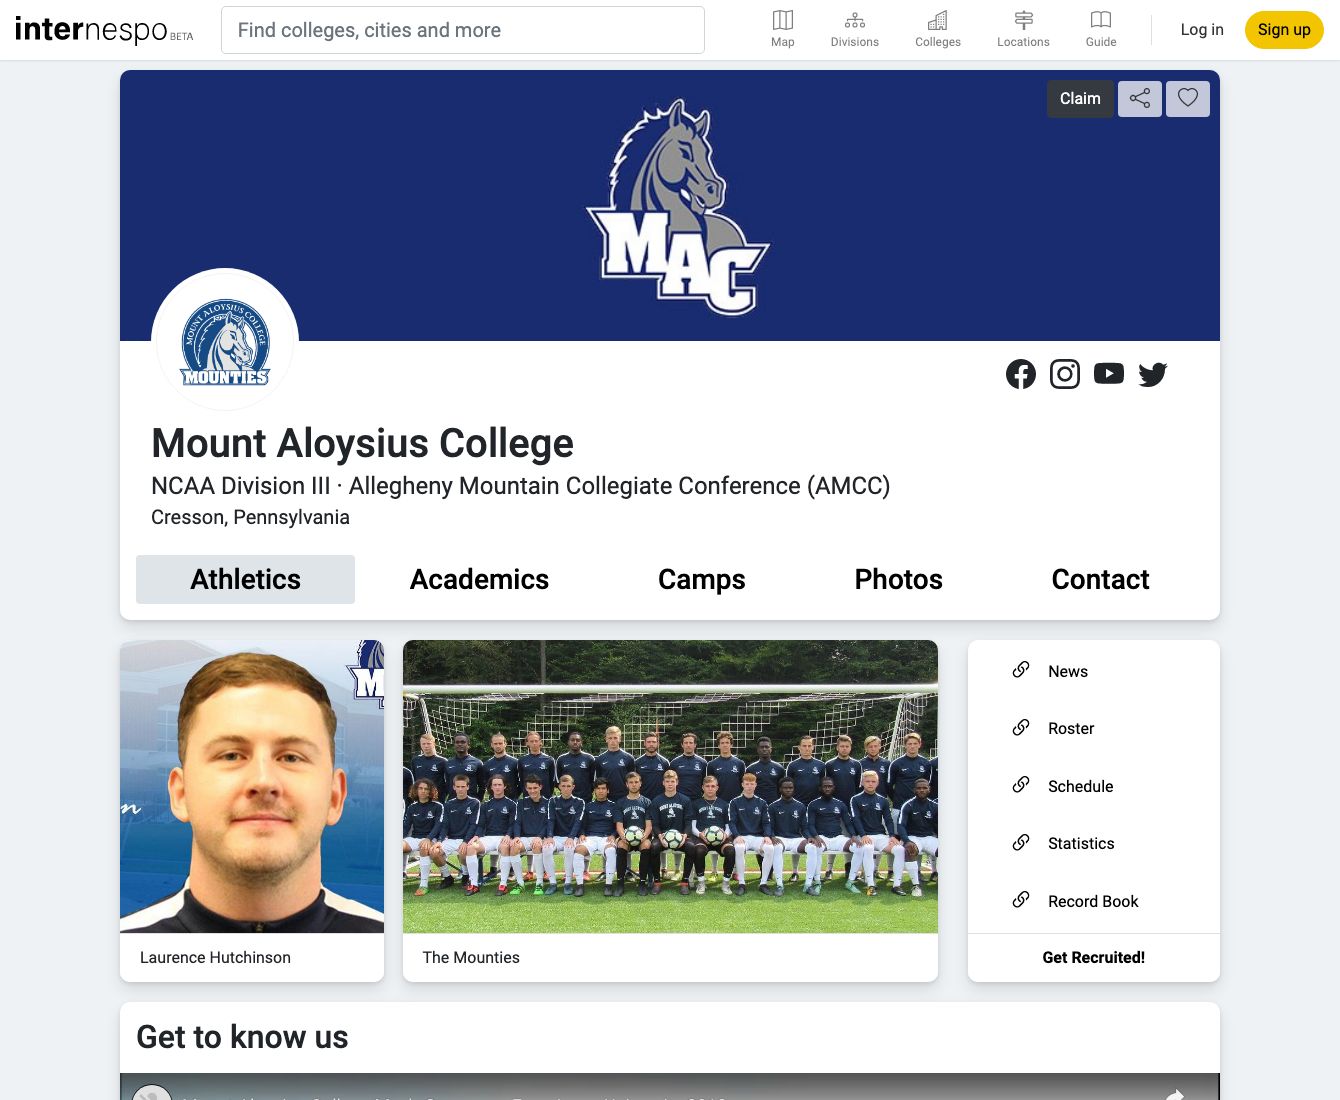 internespo BETA
Find colleges, cities and more
Map
Divisions
Colleges
Locations
Guide
Log in
Sign up
Claim
MAC
MOUNT ALOYSIUS COLLEGE
MOUNTIES
Mount Aloysius College
NCAA Division III · Allegheny Mountain Collegiate Conference (AMCC)
Cresson, Pennsylvania
Athletics
Academics
Camps
Photos
Contact
Laurence Hutchinson
The Mounties
News
Roster
Schedule
Statistics
Record Book
Get Recruited!
Get to know us